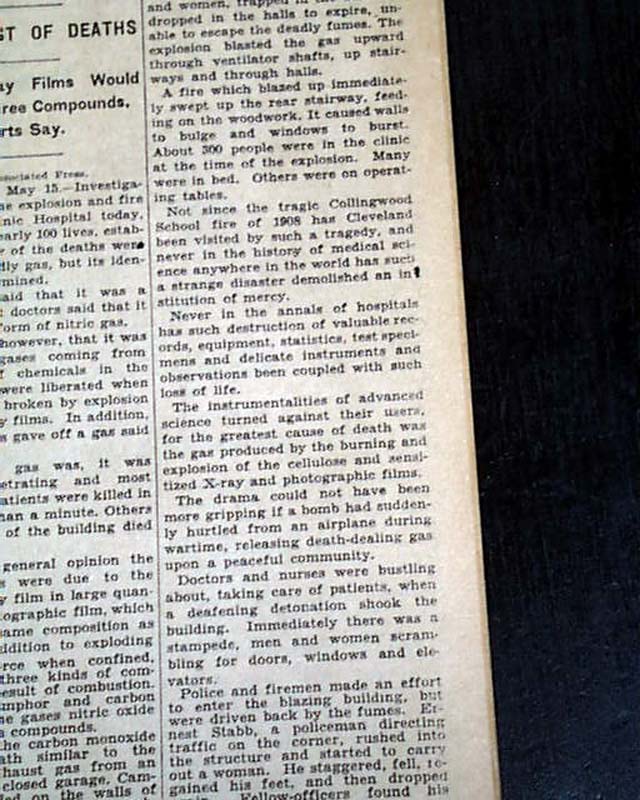 ST OF DEATHS
ay Films Would
ree Compounds,
rts Say.
ssociated Press.
May 15.—Investiga-
e explosion and fire
nic Hospital today,
early 100 lives, estab-
of the deaths were
lly gas, but its iden-
mined.
aid that it was a
doctors said that it
form of nitric gas.
however, that it was
gases coming from
f chemicals in the
were liberated when
broken by explosion
y films. In addition,
s gave off a gas said
gas was, it was
etrating and most
atients were killed in
han a minute. Others
of the building died
general opinion the
s were due to the
y film in large quan-
tographic film, which
same composition as
ddition to exploding
rce when confined,
three kinds of com-
esult of combustion.
lmphor and carbon
ne gases nitric oxide
s compounds.
he carbon monoxide
ath similar to the
haust gas from an
closed garage. Cam-
d on the walls of
and women, trapped in the
dropped in the halls to expire, un-
able to escape the deadly fumes. The
explosion blasted the gas upward
through ventilator shafts, up stair-
ways and through halls.
A fire which blazed up immediate-
ly swept up the rear stairway, feed-
ing on the woodwork. It caused walls
to bulge and windows to burst.
About 300 people were in the clinic
at the time of the explosion. Many
were in bed. Others were on operat-
ing tables.
Not since the tragic Collingwood
School fire of 1908 has Cleveland
been visited by such a tragedy, and
never in the history of medical sci-
ence anywhere in the world has such
a strange disaster demolished an in-
stitution of mercy.
Never in the annals of hospitals
has such destruction of valuable rec-
ords, equipment, statistics, test speci-
mens and delicate instruments and
observations been coupled with such
loss of life.
The instrumentalities of advanced
science turned against their users,
for the greatest cause of death was
the gas produced by the burning and
explosion of the cellulose and sensi-
tized X-ray and photographic films.
The drama could not have been
more gripping if a bomb had sudden-
ly hurtled from an airplane during
wartime, releasing death-dealing gas
upon a peaceful community.
Doctors and nurses were bustling
about, taking care of patients, when
a deafening detonation shook the
building. Immediately there was a
stampede, men and women scram-
bling for doors, windows and ele-
vators.
Police and firemen made an effort
to enter the blazing building, but
were driven back by the fumes. Er-
nest Stabb, a policeman directing
traffic on the corner, rushed into
the structure and started to carry
out a woman. He staggered, fell, re-
gained his feet, and then dropped
Fellow-officers found his